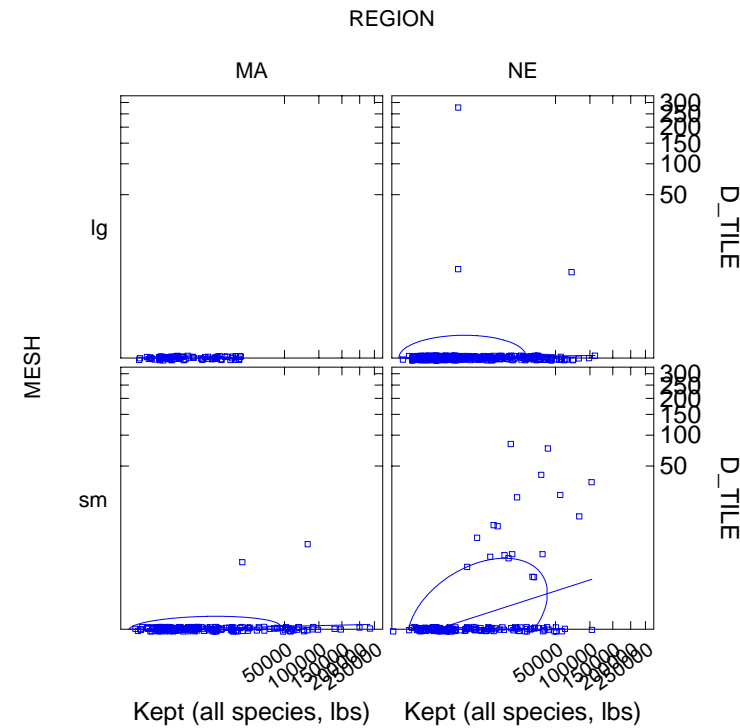 REGION
MA NE
MESH
lg
300
250
200
150
100
50
D_TILE
sm
300
250
200
150
100
50
D_TILE
50000 100000 150000 200000 250000 50000 100000 150000 200000 250000
Kept (all species, lbs) Kept (all species, lbs)